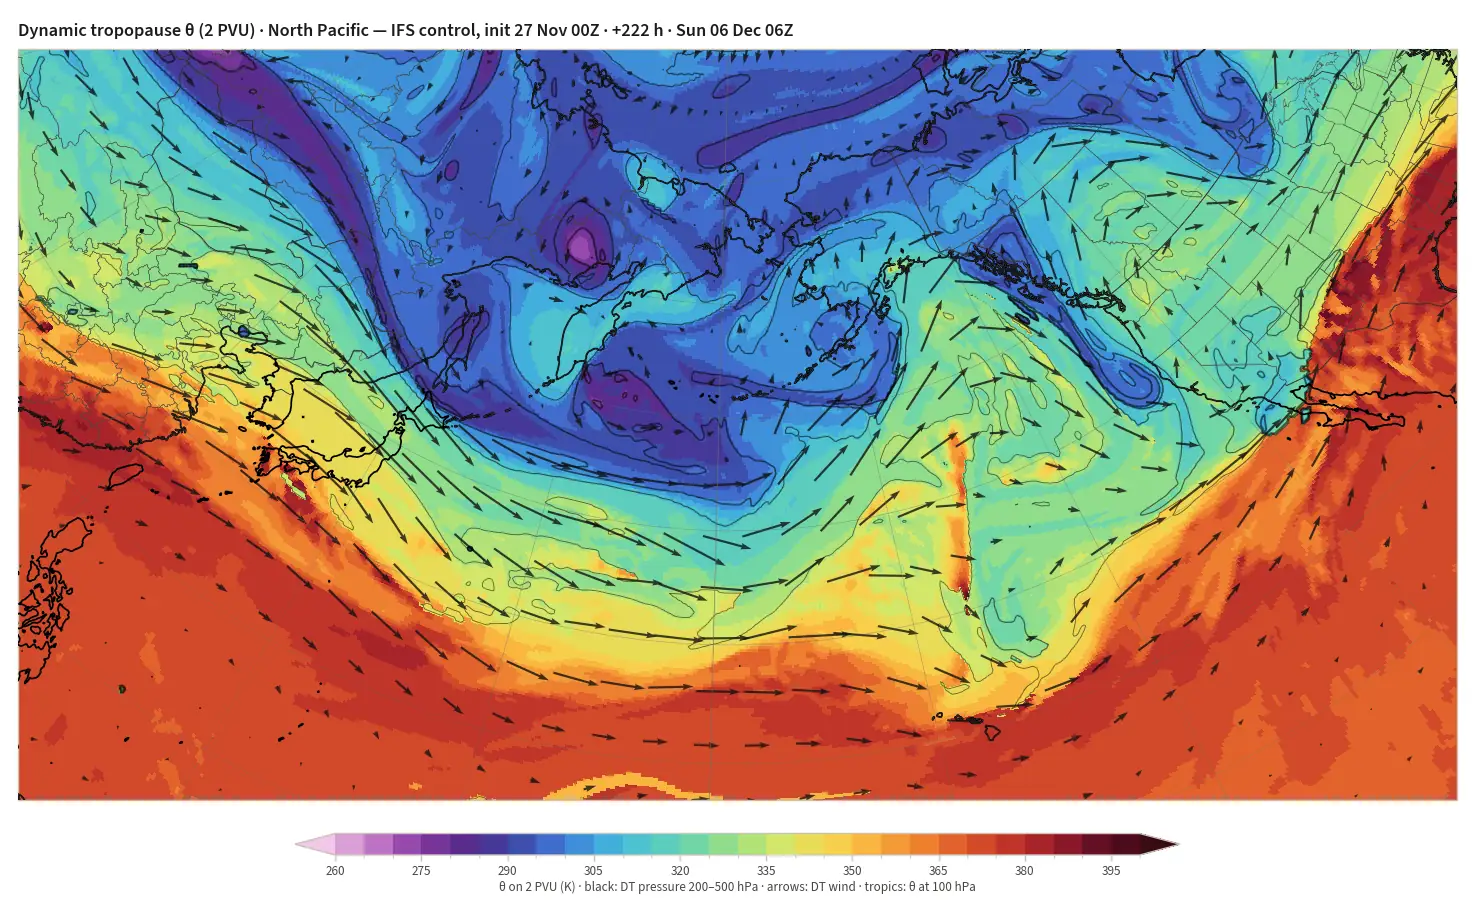 Dynamic tropopause θ (2 PVU) · North Pacific — IFS control, init 27 Nov 00Z · +222 h · Sun 06 Dec 06Z
260 275 290 305 320 335 350 365 380 395
θ on 2 PVU (K) · black: DT pressure 200–500 hPa · arrows: DT wind · tropics: θ at 100 hPa